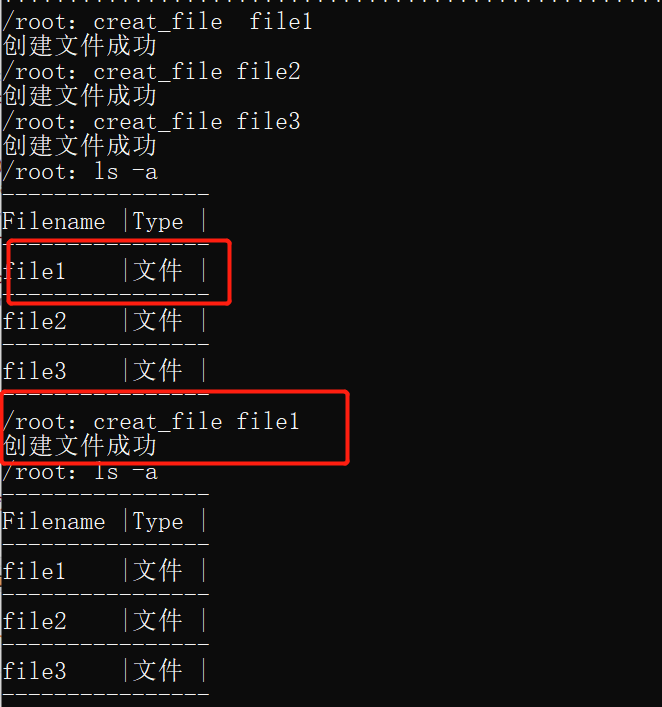 /root: creat_file  file1
创建文件成功
/root: creat_file file2
创建文件成功
/root: creat_file file3
创建文件成功
/root: ls -a
----------------
Filename |Type |
----------------
file1    |文件 |
----------------
file2    |文件 |
----------------
file3    |文件 |
----------------
/root: creat_file file1
创建文件成功
/root: ls -a
----------------
Filename |Type |
----------------
file1    |文件 |
----------------
file2    |文件 |
----------------
file3    |文件 |
----------------